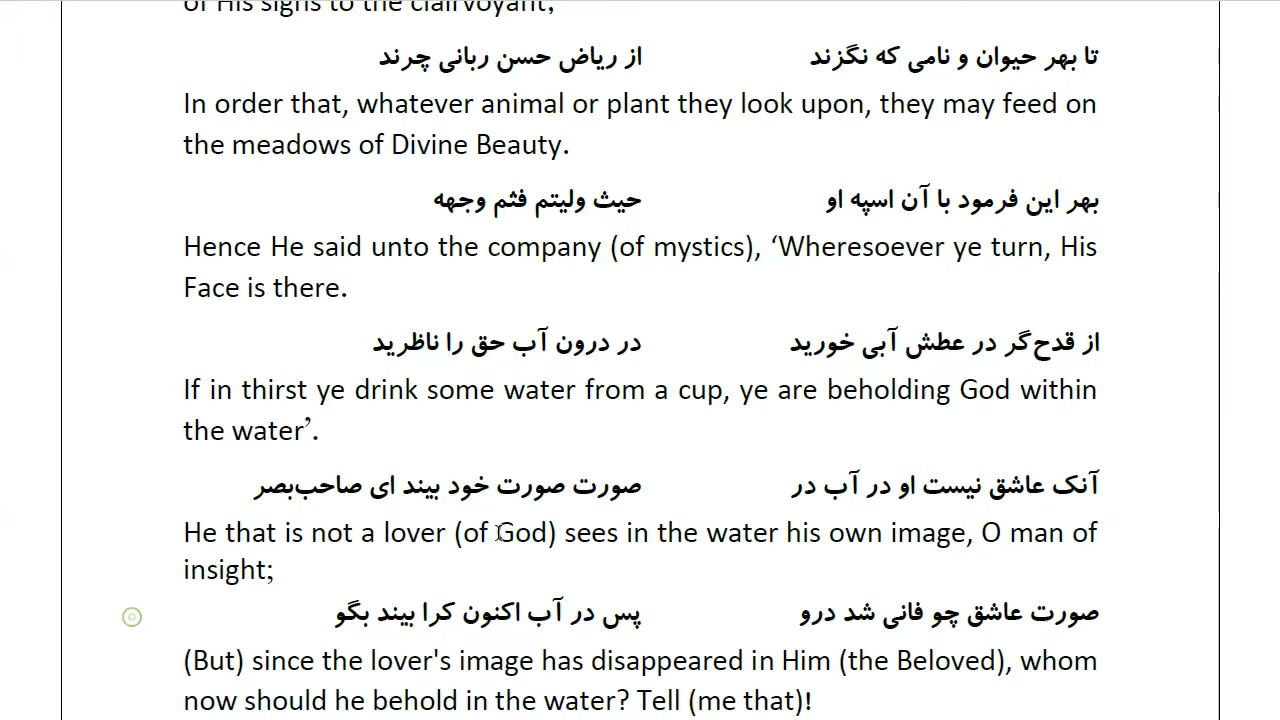 of His signs to the clairvoyant;
تا بهر حیوان و نامی که نگزند از ریاض حسن ربانی چرند
In order that, whatever animal or plant they look upon, they may feed on
the meadows of Divine Beauty.
بهر این فرمود با آن اسپه او حیث ولیتم فثم وجهه
Hence He said unto the company (of mystics), ‘Wheresoever ye turn, His
Face is there.
از قدح‌گر در عطش آبی خورید در درون آب حق را ناظرید
If in thirst ye drink some water from a cup, ye are beholding God within
the water’.
آنک عاشق نیست او در آب در صورت صورت خود بیند ای صاحب‌بصر
He that is not a lover (of God) sees in the water his own image, O man of
insight;
صورت عاشق چو فانی شد درو پس در آب اکنون کرا بیند بگو
(But) since the lover's image has disappeared in Him (the Beloved), whom
now should he behold in the water? Tell (me that)!